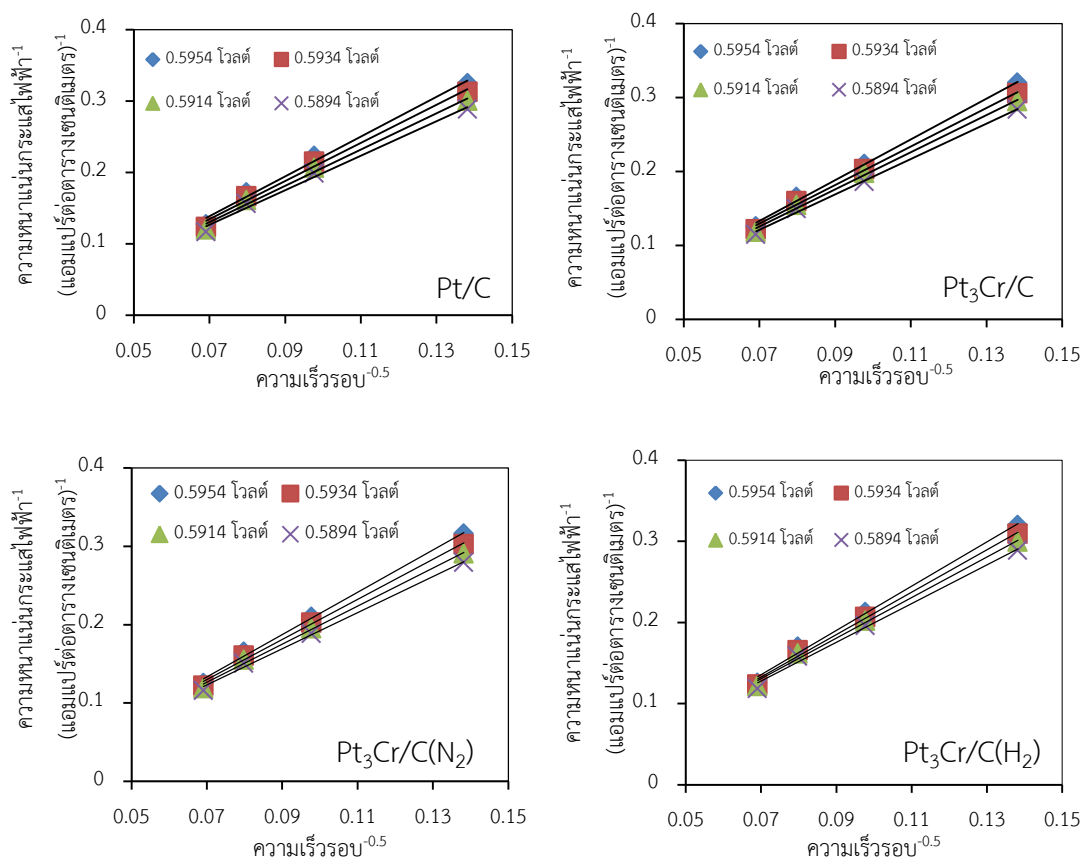 ความหนาแน่นกระแสไฟฟ้า-1
(แอมแปร์ต่อตารางเซนติเมตร)-1
0.4
0.3
0.2
0.1
0
0.5954 โวลต์
0.5934 โวลต์
0.5914 โวลต์
0.5894 โวลต์
Pt/C
0.05 0.07 0.09 0.11 0.13 0.15
ความเร็วรอบ-0.5
ความหนาแน่นกระแสไฟฟ้า-1
(แอมแปร์ต่อตารางเซนติเมตร)-1
0.4
0.3
0.2
0.1
0
0.5954 โวลต์
0.5934 โวลต์
0.5914 โวลต์
0.5894 โวลต์
Pt3Cr/C
0.05 0.07 0.09 0.11 0.13 0.15
ความเร็วรอบ-0.5
ความหนาแน่นกระแสไฟฟ้า-1
(แอมแปร์ต่อตารางเซนติเมตร)-1
0.4
0.3
0.2
0.1
0
0.5954 โวลต์
0.5934 โวลต์
0.5914 โวลต์
0.5894 โวลต์
Pt3Cr/C(N2)
0.05 0.07 0.09 0.11 0.13 0.15
ความเร็วรอบ-0.5
ความหนาแน่นกระแสไฟฟ้า-1
(แอมแปร์ต่อตารางเซนติเมตร)-1
0.4
0.3
0.2
0.1
0
0.5954 โวลต์
0.5934 โวลต์
0.5914 โวลต์
0.5894 โวลต์
Pt3Cr/C(H2)
0.05 0.07 0.09 0.11 0.13 0.15
ความเร็วรอบ-0.5